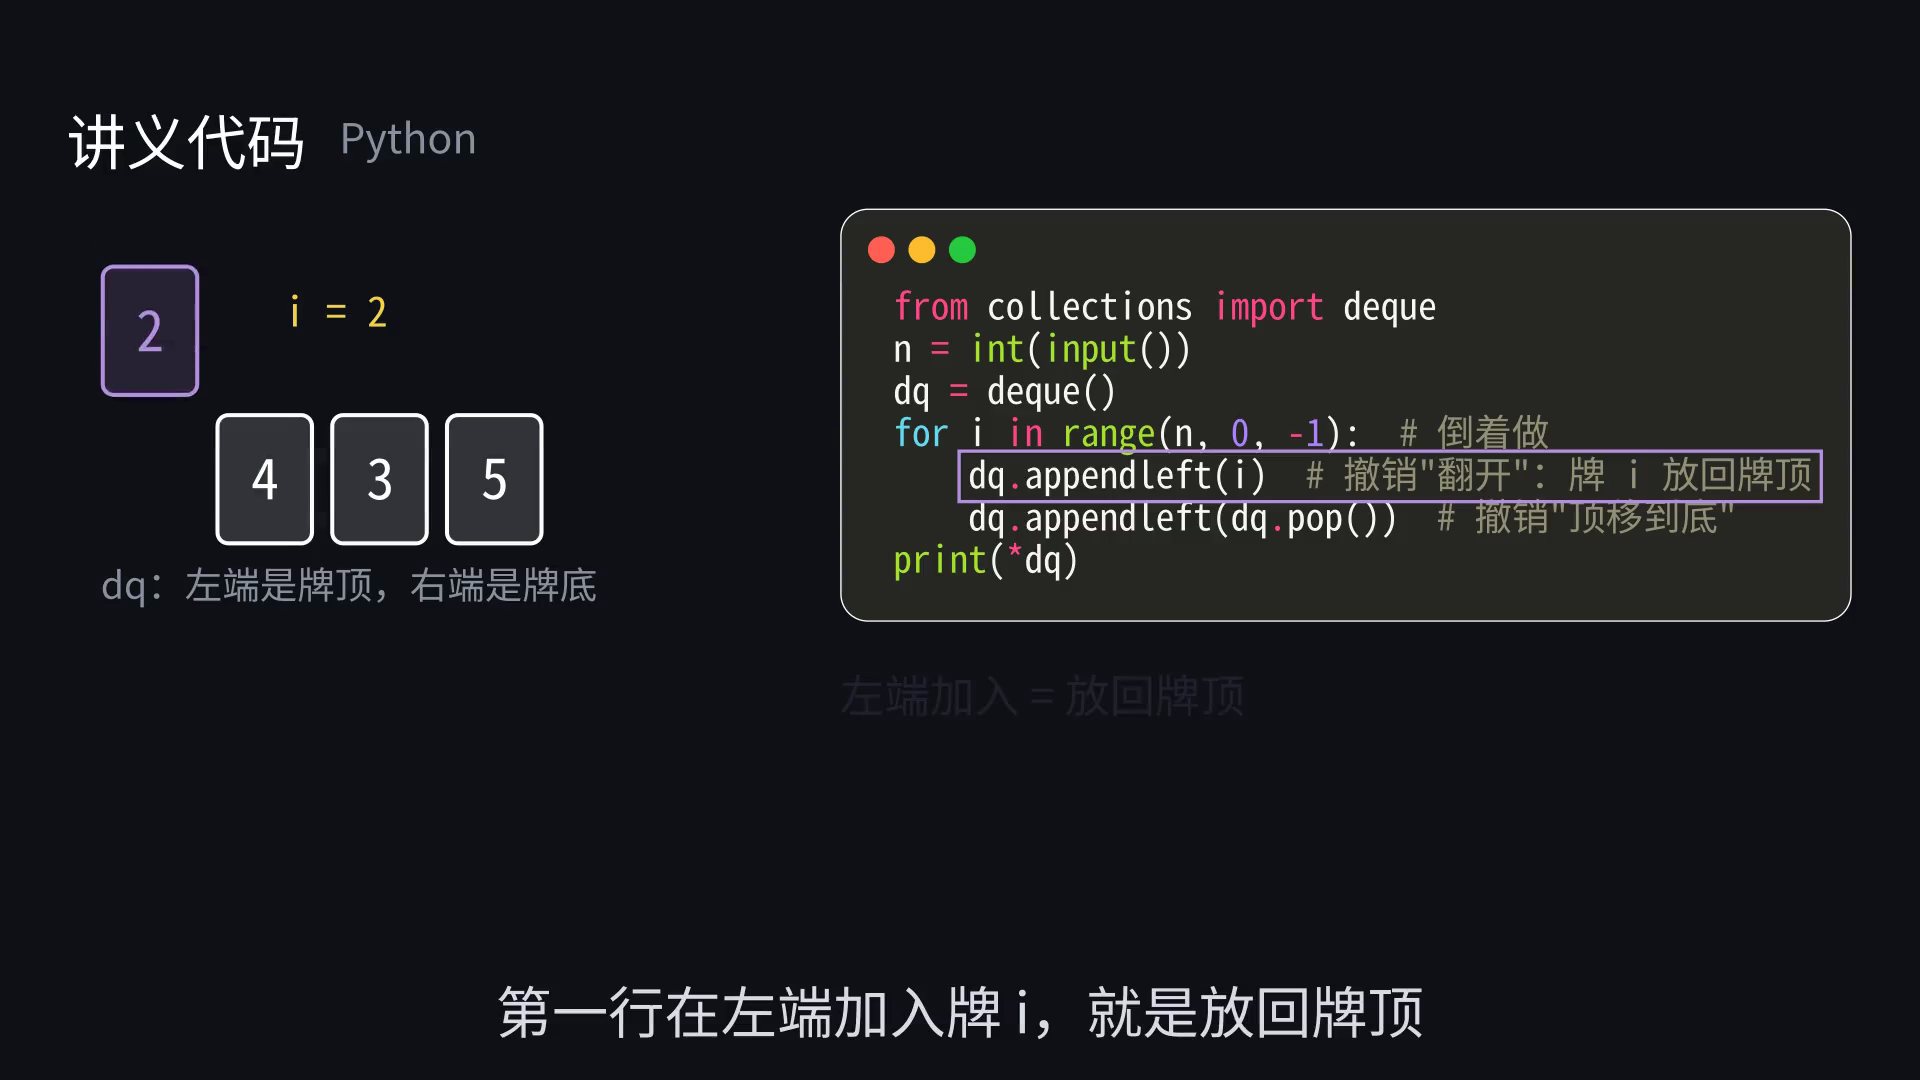 讲义代码 Python
2
i = 2
4 3 5
dq：左端是牌顶，右端是牌底
from collections import deque
n = int(input())
dq = deque()
for i in range(n, 0, -1):  # 倒着做
    dq.appendleft(i)  # 撤销"翻开"：牌 i 放回牌顶
    dq.appendleft(dq.pop())  # 撤销"顶移到底"
print(*dq)
左端加入 = 放回牌顶
第一行在左端加入牌 i，就是放回牌顶